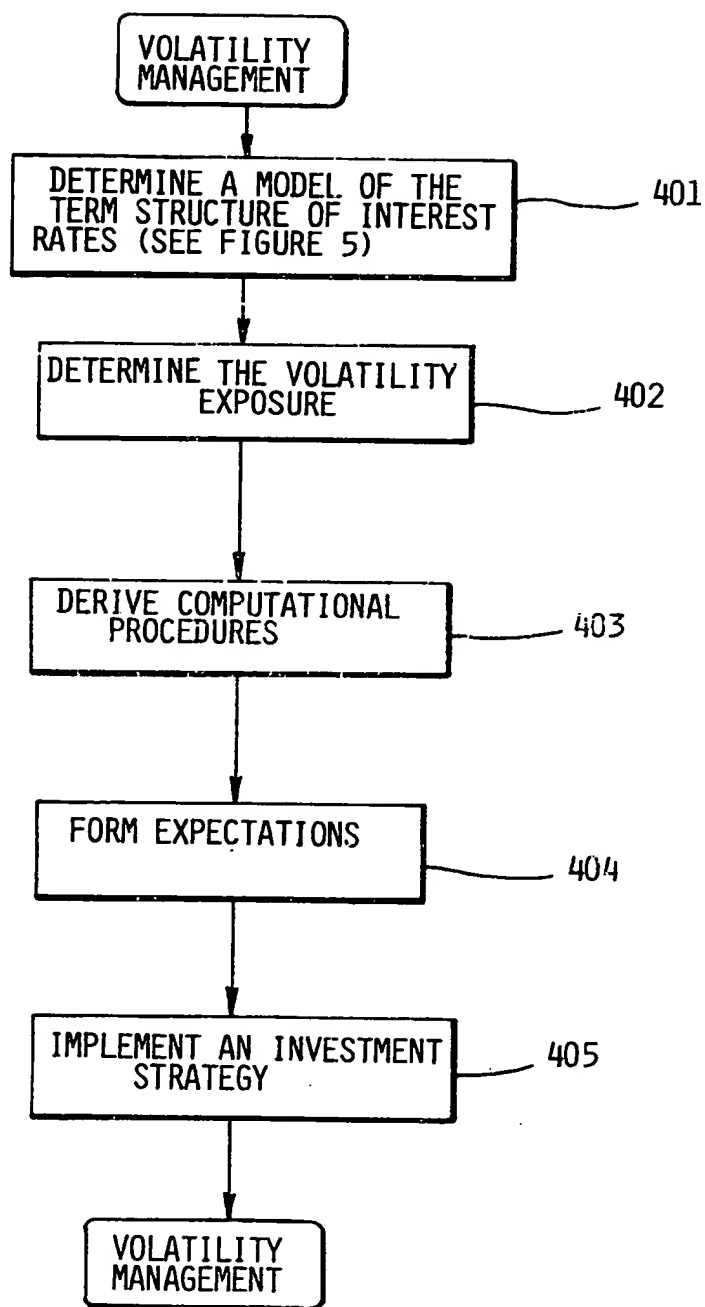 VOLATILITY
MANAGEMENT
DETERMINE A MODEL OF THE
TERM STRUCTURE OF INTEREST
RATES (SEE FIGURE 5)
401
DETERMINE THE VOLATILITY
EXPOSURE
402
DERIVE COMPUTATIONAL
PROCEDURES
403
FORM EXPECTATIONS
404
IMPLEMENT AN INVESTMENT
STRATEGY
405
VOLATILITY
MANAGEMENT